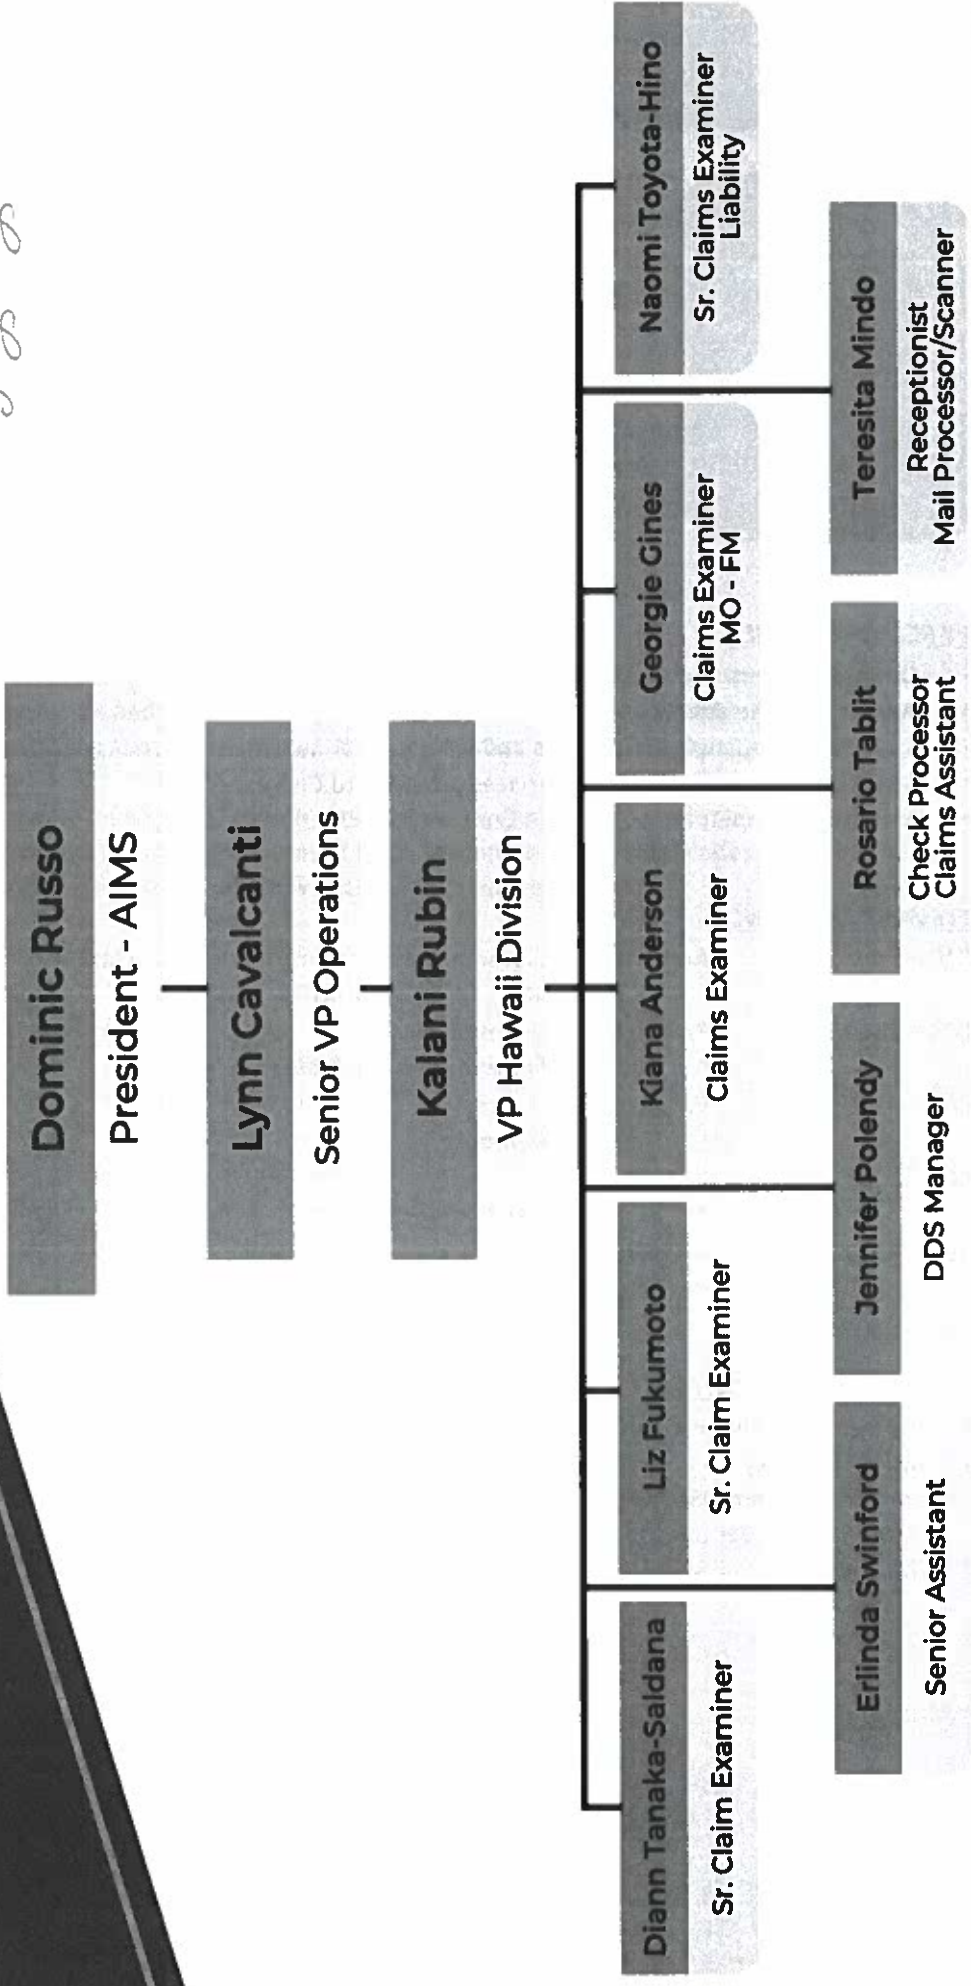 Dominic Russo
President - AIMS
Lynn Cavalcanti
Senior VP Operations
Kalani Rubin
VP Hawaii Division
Diann Tanaka-Saldana
Sr. Claim Examiner
Liz Fukumoto
Sr. Claim Examiner
Kiana Anderson
Claims Examiner
Georgie Gines
Claims Examiner
MO - FM
Naomi Toyota-Hino
Sr. Claims Examiner
Liability
Erlinda Swinford
Senior Assistant
Jennifer Polendy
DDS Manager
Rosario Tablit
Check Processor
Claims Assistant
Teresita Mindo
Receptionist
Mail Processor/Scanner